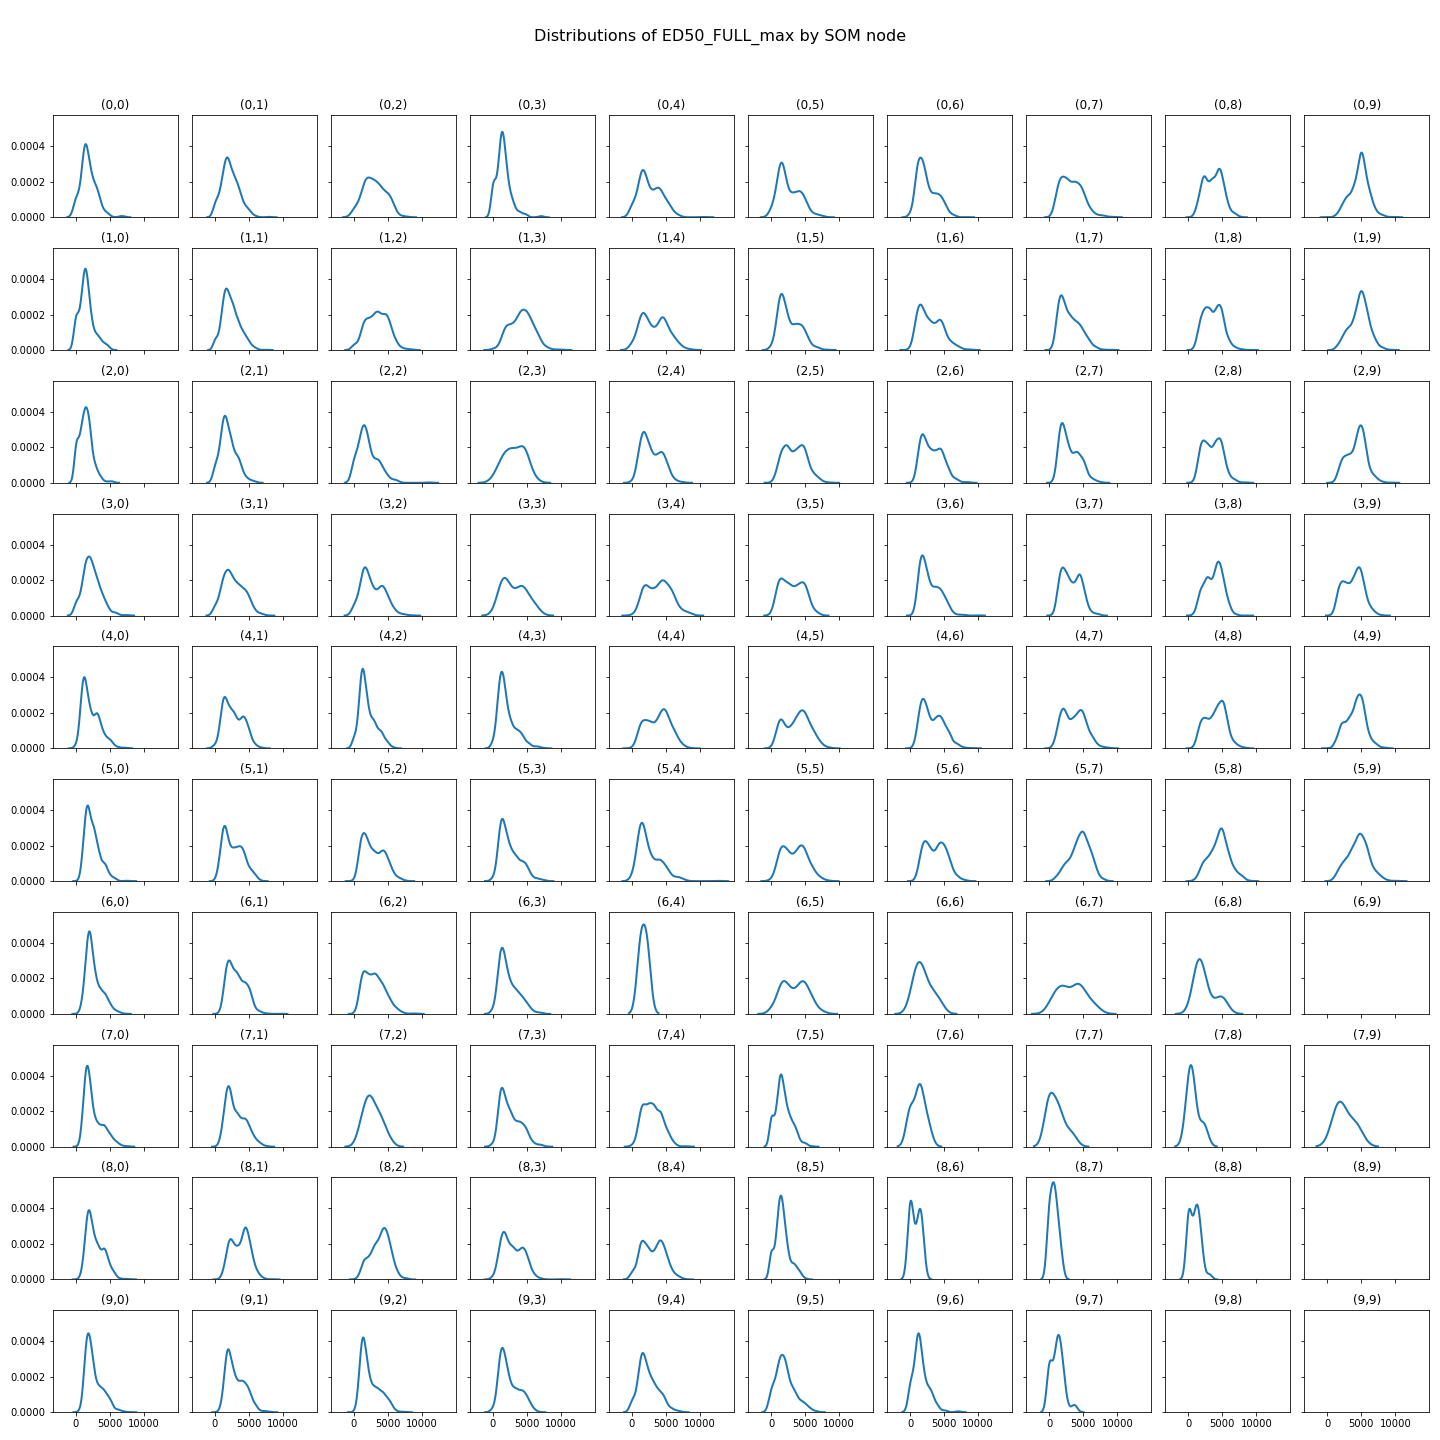 Distributions of ED50_FULL_max by SOM node
(0,0) (0,1) (0,2) (0,3) (0,4) (0,5) (0,6) (0,7) (0,8) (0,9)
0.0004
0.0002
0.0000
(1,0) (1,1) (1,2) (1,3) (1,4) (1,5) (1,6) (1,7) (1,8) (1,9)
0.0004
0.0002
0.0000
(2,0) (2,1) (2,2) (2,3) (2,4) (2,5) (2,6) (2,7) (2,8) (2,9)
0.0004
0.0002
0.0000
(3,0) (3,1) (3,2) (3,3) (3,4) (3,5) (3,6) (3,7) (3,8) (3,9)
0.0004
0.0002
0.0000
(4,0) (4,1) (4,2) (4,3) (4,4) (4,5) (4,6) (4,7) (4,8) (4,9)
0.0004
0.0002
0.0000
(5,0) (5,1) (5,2) (5,3) (5,4) (5,5) (5,6) (5,7) (5,8) (5,9)
0.0004
0.0002
0.0000
(6,0) (6,1) (6,2) (6,3) (6,4) (6,5) (6,6) (6,7) (6,8) (6,9)
0.0004
0.0002
0.0000
(7,0) (7,1) (7,2) (7,3) (7,4) (7,5) (7,6) (7,7) (7,8) (7,9)
0.0004
0.0002
0.0000
(8,0) (8,1) (8,2) (8,3) (8,4) (8,5) (8,6) (8,7) (8,8) (8,9)
0.0004
0.0002
0.0000
(9,0) (9,1) (9,2) (9,3) (9,4) (9,5) (9,6) (9,7) (9,8) (9,9)
0.0004
0.0002
0.0000
0 5000 10000 0 5000 10000 0 5000 10000 0 5000 10000 0 5000 10000 0 5000 10000 0 5000 10000 0 5000 10000 0 5000 10000 0 5000 10000